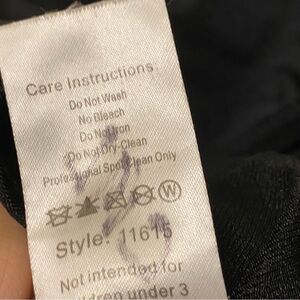 Care Instructions:
Do Not Wash
No Bleach
Do Not Iron
Do Not Dry-Clean
Professional Spot Clean Only
W
Style: 11615
Not intended for
children under 3